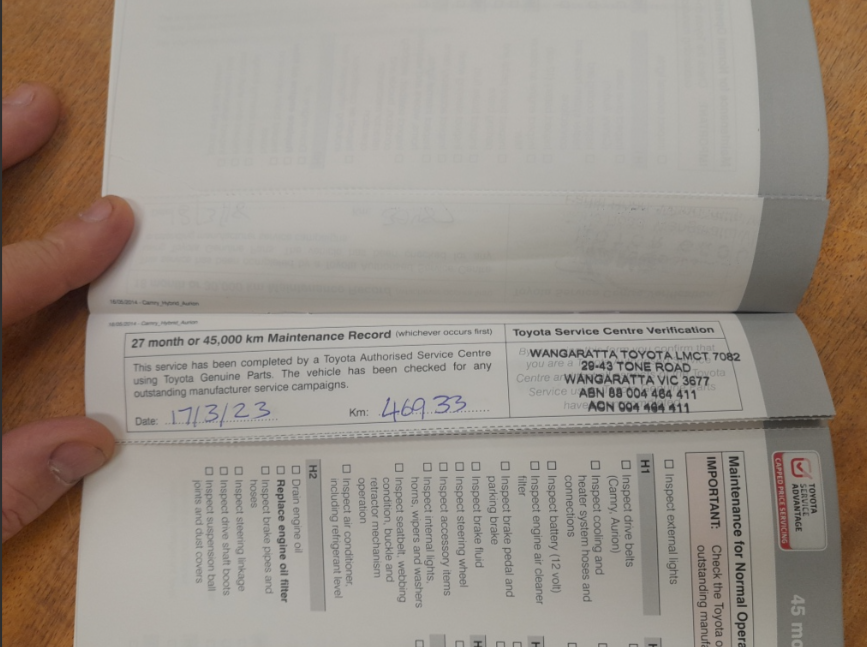 16/06/2014 - Camry_Hybrid_Aurion
16/06/2014 - Camry_Hybrid_Aurion
27 month or 45,000 km Maintenance Record (whichever occurs first)
This service has been completed by a Toyota Authorised Service Centre
using Toyota Genuine Parts. The vehicle has been checked for any
outstanding manufacturer service campaigns.
Date: 17/3/23 Km: 46933
Toyota Service Centre Verification
WANGARATTA TOYOTA LMCT 7082
29-43 TONE ROAD
WANGARATTA VIC 3677
ABN 88 004 464 411
ACN 004 464 411
TOYOTA
SERVICE
ADVANTAGE
CAPPED PRICE SERVICING
45
Maintenance for Normal
IMPORTANT: Check the Toyota
outstanding
Inspect external lights
H1
Inspect drive belts
(Camry, Aurion)
Inspect cooling and
heater system hoses and
connections
Inspect battery (12 volt)
Inspect engine air cleaner
filter
Inspect brake pedal and
parking brake
Inspect brake fluid
Inspect steering wheel
Inspect accessory items
Inspect internal lights,
horns, wipers and washers
Inspect seatbelt, webbing
condition, buckle and
retractor mechanism
operation
Inspect air conditioner,
including refrigerant level
H2
Drain engine oil
Replace engine oil filter
Inspect brake pipes and
hoses
Inspect steering linkage
Inspect drive shaft boots
Inspect suspension ball
joints and dust covers